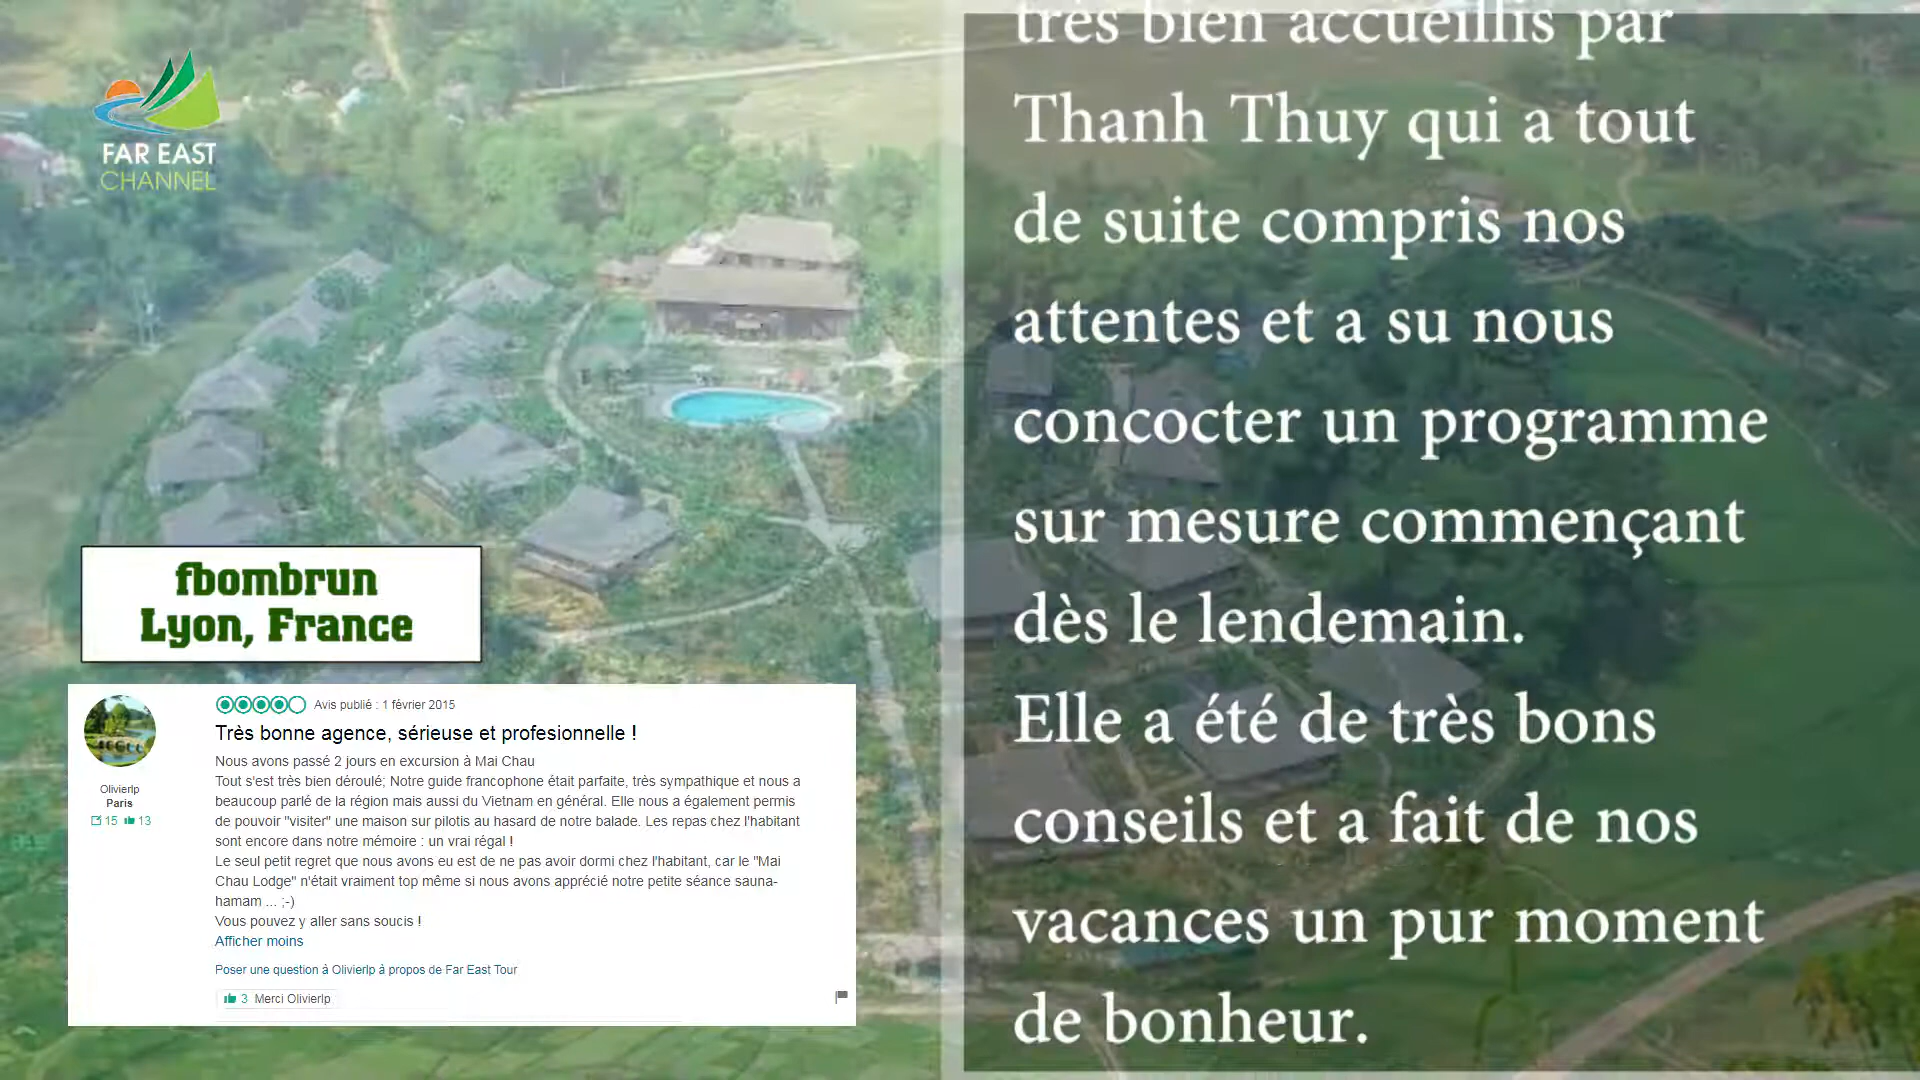 FAR EAST
CHANNEL
fbombrun
Lyon, France
Avis publié : 1 février 2015
Très bonne agence, sérieuse et profesionnelle !
Nous avons passé 2 jours en excursion à Mai Chau
Tout s'est très bien déroulé; Notre guide francophone était parfaite, très sympathique et nous a
beaucoup parlé de la région mais aussi du Vietnam en général. Elle nous a également permis
de pouvoir "visiter" une maison sur pilotis au hasard de notre balade. Les repas chez l'habitant
sont encore dans notre mémoire : un vrai régal !
Le seul petit regret que nous avons eu est de ne pas avoir dormi chez l'habitant, car le "Mai
Chau Lodge" n'était vraiment top même si nous avons apprécié notre petite séance sauna-
hamam ... ;-)
Vous pouvez y aller sans soucis !
Afficher moins
Poser une question à Olivierlp à propos de Far East Tour
3 Merci Olivierlp
Olivierlp
Paris
15 13
très bien accueillis par
Thanh Thuy qui a tout
de suite compris nos
attentes et a su nous
concocter un programme
sur mesure commençant
dès le lendemain.
Elle a été de très bons
conseils et a fait de nos
vacances un pur moment
de bonheur.